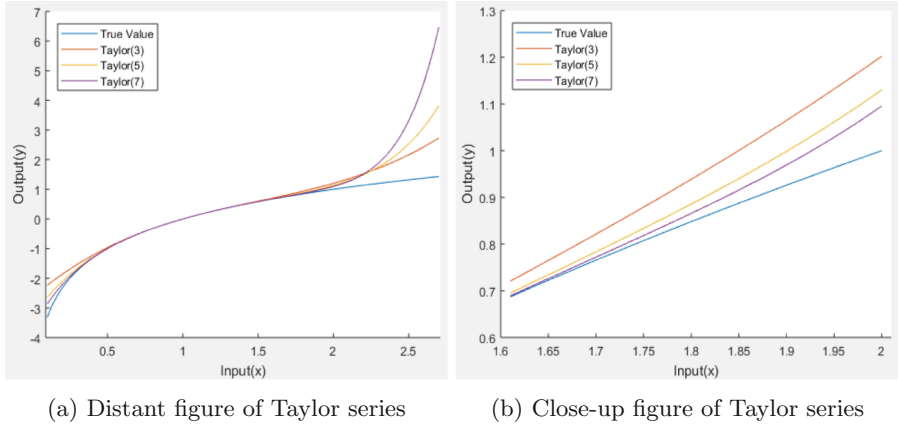 7
6
5
4
3
2
1
0
-1
-2
-3
-4
0.5
1
1.5
2
2.5
Output(y)
Input(x)
True Value
Taylor(3)
Taylor(5)
Taylor(7)
(a) Distant figure of Taylor series
1.3
1.2
1.1
1
0.9
0.8
0.7
0.6
1.6
1.65
1.7
1.75
1.8
1.85
1.9
1.95
2
Output(y)
Input(x)
True Value
Taylor(3)
Taylor(5)
Taylor(7)
(b) Close-up figure of Taylor series